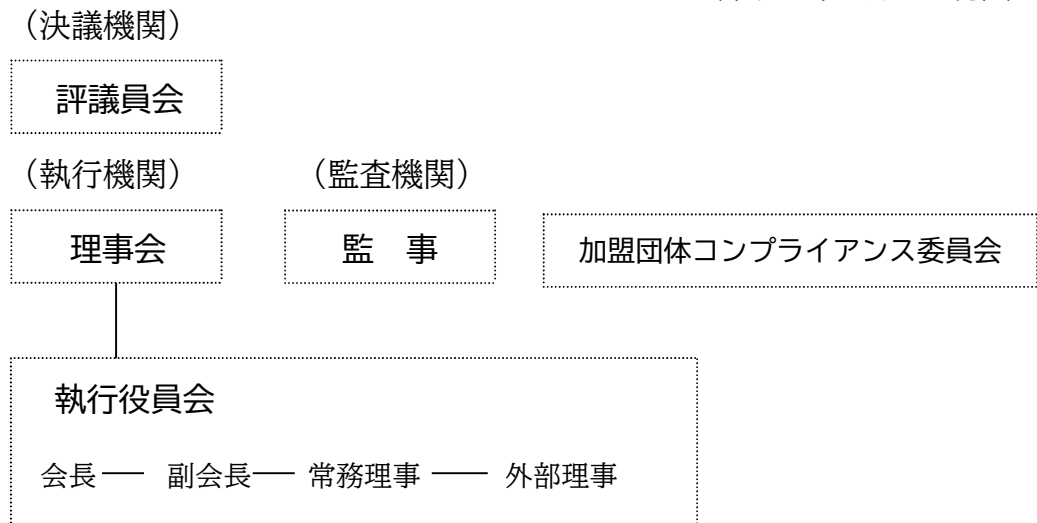 (決議機関)
評議員会
(執行機関) (監査機関)
理事会 監 事 加盟団体コンプライアンス委員会
執行役員会
会長 ── 副会長 ── 常務理事 ── 外部理事